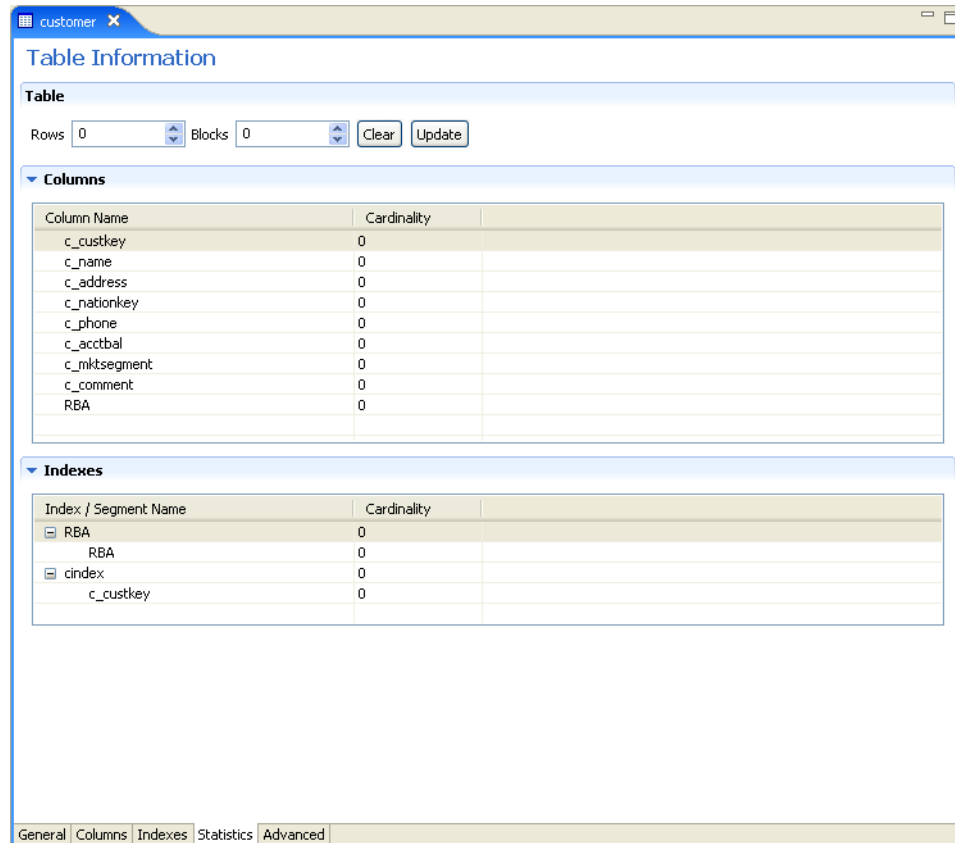 customer
Table Information
Table
Rows 0 Blocks 0 Clear Update
Columns
Column Name Cardinality
c_custkey 0
c_name 0
c_address 0
c_nationkey 0
c_phone 0
c_acctbal 0
c_mktsegment 0
c_comment 0
RBA 0
Indexes
Index / Segment Name Cardinality
RBA 0
RBA 0
cindex 0
c_custkey 0
General Columns Indexes Statistics Advanced